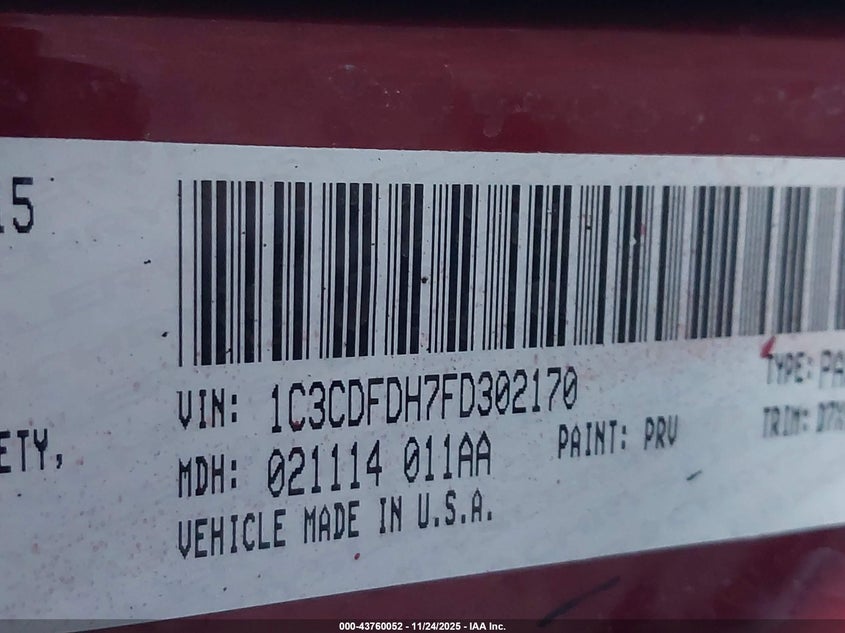 15
VIN: 1C3CDFDH7FD302170
TYPE: PA
ETY,
MDH: 021114 011AA
PAINT: PRV
TRIM:
VEHICLE MADE IN U.S.A.
000-43760052 - 11/24/2025 - IAA Inc.